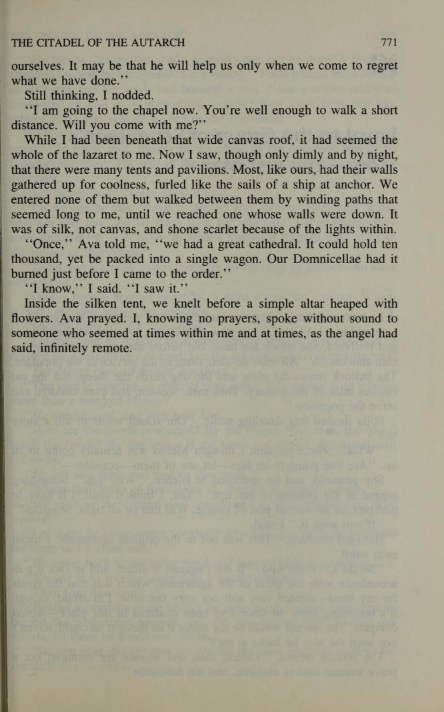 THE CITADEL OF THE AUTARCH 771
ourselves. It may be that he will help us only when we come to regret
what we have done.''
Still thinking, I nodded.
''I am going to the chapel now. You're well enough to walk a short
distance. Will you come with me?''
While I had been beneath that wide canvas roof, it had seemed the
whole of the lazaret to me. Now I saw, though only dimly and by night,
that there were many tents and pavilions. Most, like ours, had their walls
gathered up for coolness, furled like the sails of a ship at anchor. We
entered none of them but walked between them by winding paths that
seemed long to me, until we reached one whose walls were down. It
was of silk, not canvas, and shone scarlet because of the lights within.
''Once,'' Ava told me, ''we had a great cathedral. It could hold ten
thousand, yet be packed into a single wagon. Our Domnicellae had it
burned just before I came to the order.''
''I know,'' I said. ''I saw it.''
Inside the silken tent, we knelt before a simple altar heaped with
flowers. Ava prayed. I, knowing no prayers, spoke without sound to
someone who seemed at times within me and at times, as the angel had
said, infinitely remote.